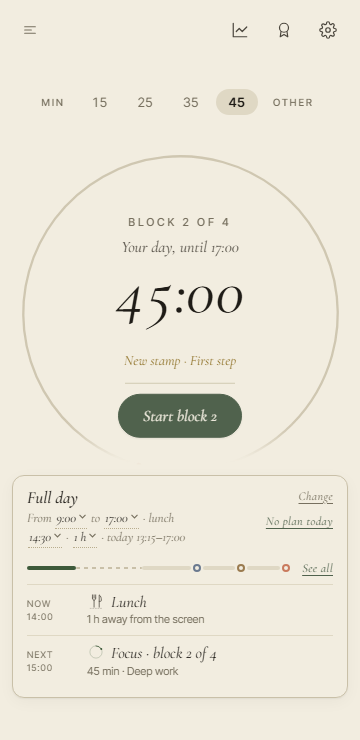 MIN 15 25 35 45 OTHER
BLOCK 2 OF 4
Your day, until 17:00
45:00
New stamp · First step
Start block 2
Full day
Change
From 9:00 to 17:00 · lunch
No plan today
14:30 · 1 h · today 13:15–17:00
See all
NOW
14:00
Lunch
1 h away from the screen
NEXT
15:00
Focus · block 2 of 4
45 min · Deep work